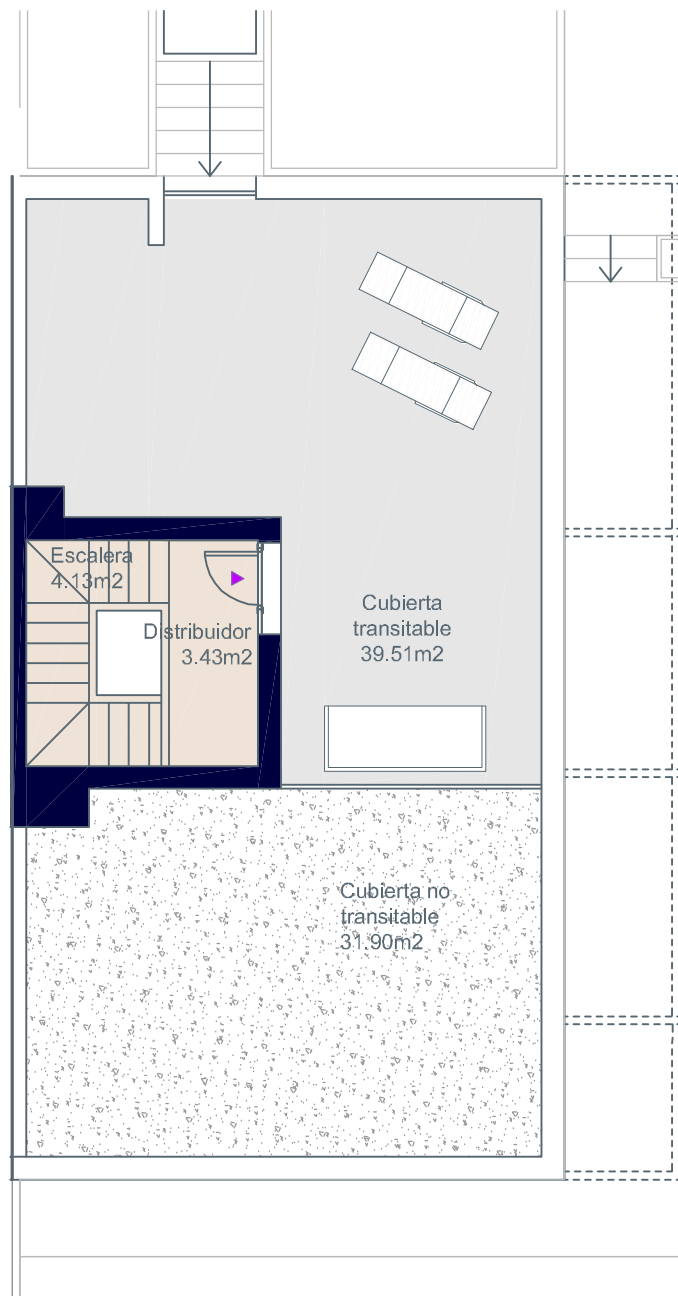 Escalera
4.13m2
Distribuidor
3.43m2
Cubierta
transitable
39.51m2
Cubierta no
transitable
31.90m2